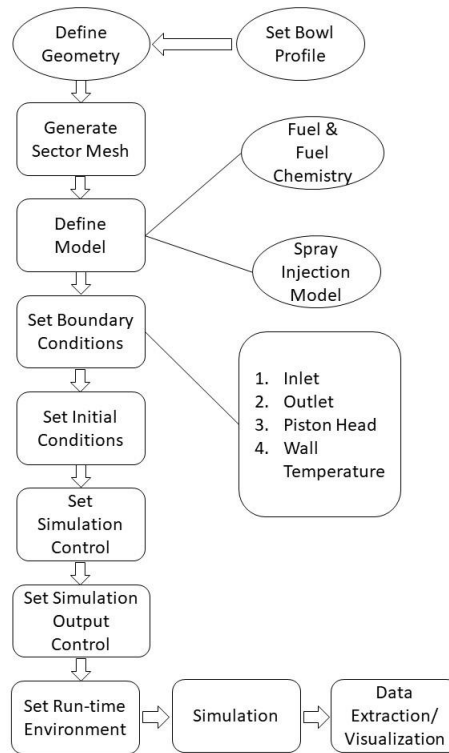 Define
Geometry
Set Bowl
Profile
Generate
Sector Mesh
Fuel &
Fuel
Chemistry
Define
Model
Spray
Injection
Model
Set Boundary
Conditions
1. Inlet
2. Outlet
3. Piston Head
4. Wall
Temperature
Set Initial
Conditions
Set
Simulation
Control
Set Simulation
Output
Control
Set Run-time
Environment
Simulation
Data
Extraction/
Visualization